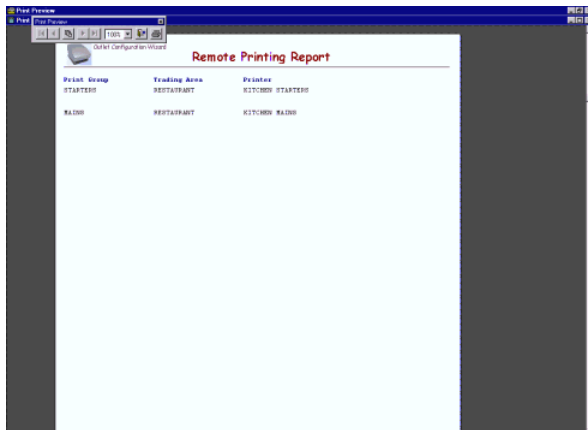 Print Preview
Print
Print Preview
100%
Outlet Configuration Wizard
Remote Printing Report
Print Group Trading Area Printer
STARTERS RESTAURANT KITCHEN STARTERS
MAINS RESTAURANT KITCHEN MAINS